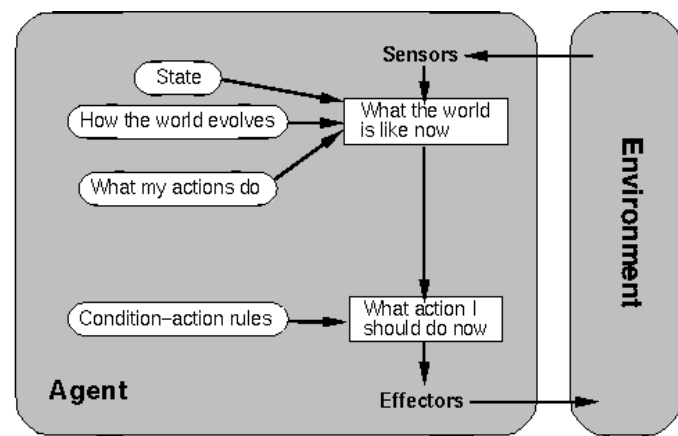 Sensors
State
What the world
is like now
How the world evolves
What my actions do
Environment
What action I
should do now
Condition–action rules
Agent
Effectors